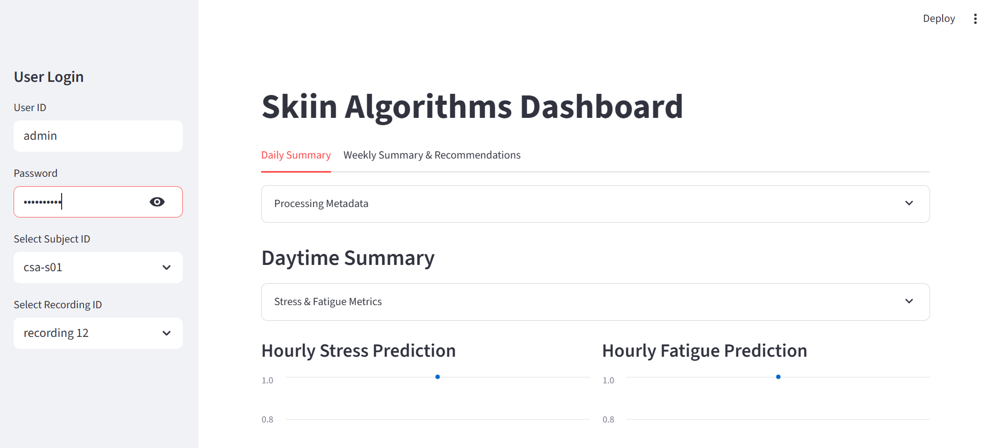 Deploy
User Login
User ID
admin
Password
••••••••••
Select Subject ID
csa-s01
Select Recording ID
recording 12
Skiin Algorithms Dashboard
Daily Summary
Weekly Summary & Recommendations
Processing Metadata
Daytime Summary
Stress & Fatigue Metrics
Hourly Stress Prediction
1.0
0.8
Hourly Fatigue Prediction
1.0
0.8